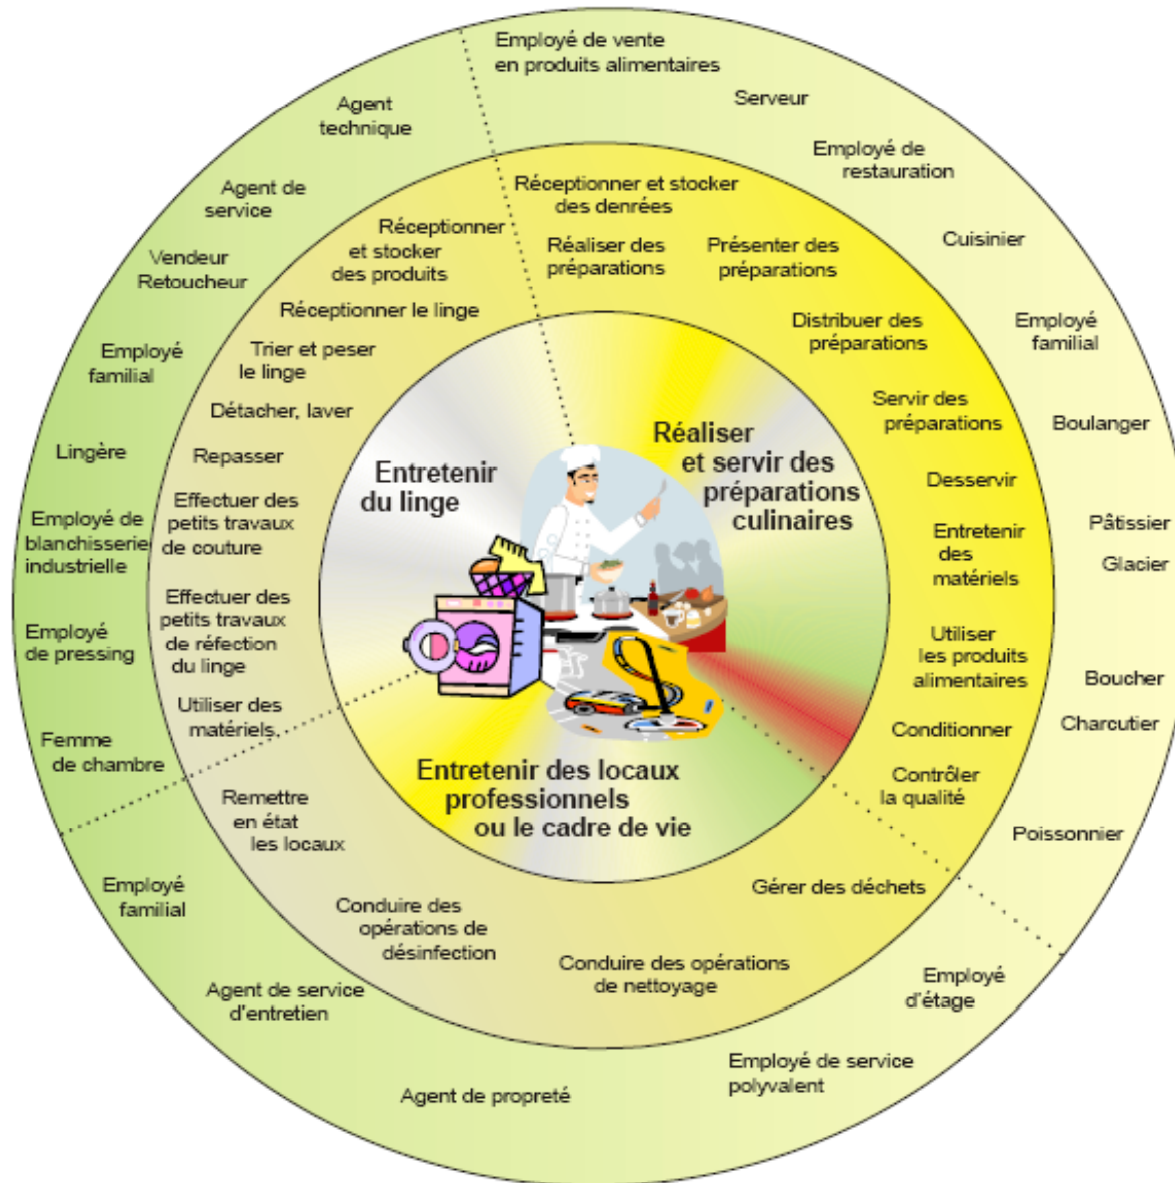 Employé de vente
en produits alimentaires
Serveur
Employé de
restauration
Cuisinier
Employé
familial
Boulanger
Pâtissier
Glacier
Boucher
Charcutier
Poissonnier
Employé
d'étage
Employé de service
polyvalent
Agent de propreté
Agent de service
d'entretien
Employé
familial
Femme
de chambre
Employé
de pressing
Employé de
blanchisserie
industrielle
Lingère
Employé
familial
Vendeur
Retoucheur
Agent de
service
Agent
technique
Réceptionner et stocker
des denrées
Réaliser des
préparations
Présenter des
préparations
Distribuer des
préparations
Servir des
préparations
Desservir
Entretenir
des
matériels
Utiliser
les produits
alimentaires
Conditionner
Contrôler
la qualité
Gérer des déchets
Conduire des opérations
de nettoyage
Conduire des
opérations de
désinfection
Remettre
en état
les locaux
Utiliser des
matériels
Effectuer des
petits travaux
de réfection
du linge
Effectuer des
petits travaux
de couture
Repasser
Détacher, laver
Trier et peser
le linge
Réceptionner le linge
Réceptionner
et stocker
des produits
Entretenir
du linge
Réaliser
et servir des
préparations
culinaires
Entretenir des locaux
professionnels
ou le cadre de vie